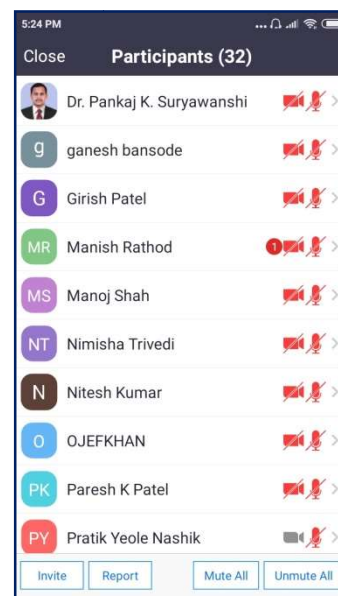 5:24 PM ...
Close Participants (32)
Dr. Pankaj K. Suryawanshi
g ganesh bansode
G Girish Patel
MR Manish Rathod 1
MS Manoj Shah
NT Nimisha Trivedi
N Nitesh Kumar
O OJEFKHAN
PK Paresh K Patel
PY Pratik Yeole Nashik
Invite Report Mute All Unmute All